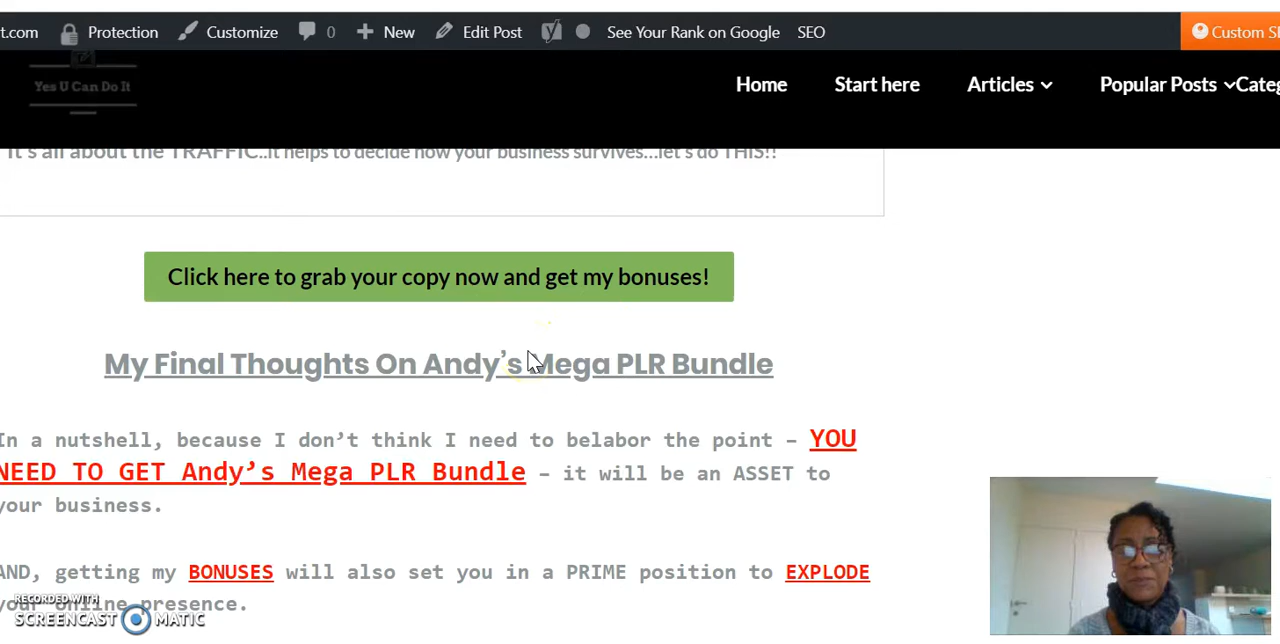 t.com Protection Customize 0 New Edit Post See Your Rank on Google SEO Custom SE
Yes U Can Do It
Home Start here Articles Popular Posts Categ
It's all about the TRAFFIC..it helps to decide how your business survives...let's do THIS!!
Click here to grab your copy now and get my bonuses!
My Final Thoughts On Andy's Mega PLR Bundle
In a nutshell, because I don't think I need to belabor the point – YOU
NEED TO GET Andy's Mega PLR Bundle – it will be an ASSET to
your business.
AND, getting my BONUSES will also set you in a PRIME position to EXPLODE
your online presence.
RECORDED WITH
SCREENCAST MATIC